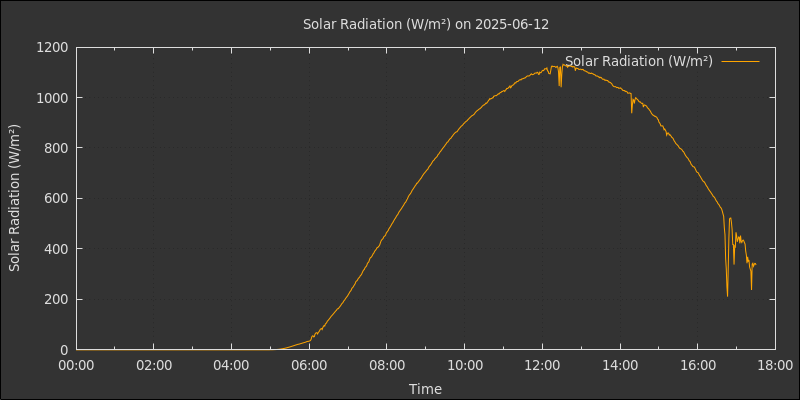 Solar Radiation (W/m²) on 2025-06-12
Solar Radiation (W/m²)
Solar Radiation (W/m²)
1200
1000
800
600
400
200
0
00:00 02:00 04:00 06:00 08:00 10:00 12:00 14:00 16:00 18:00
Time